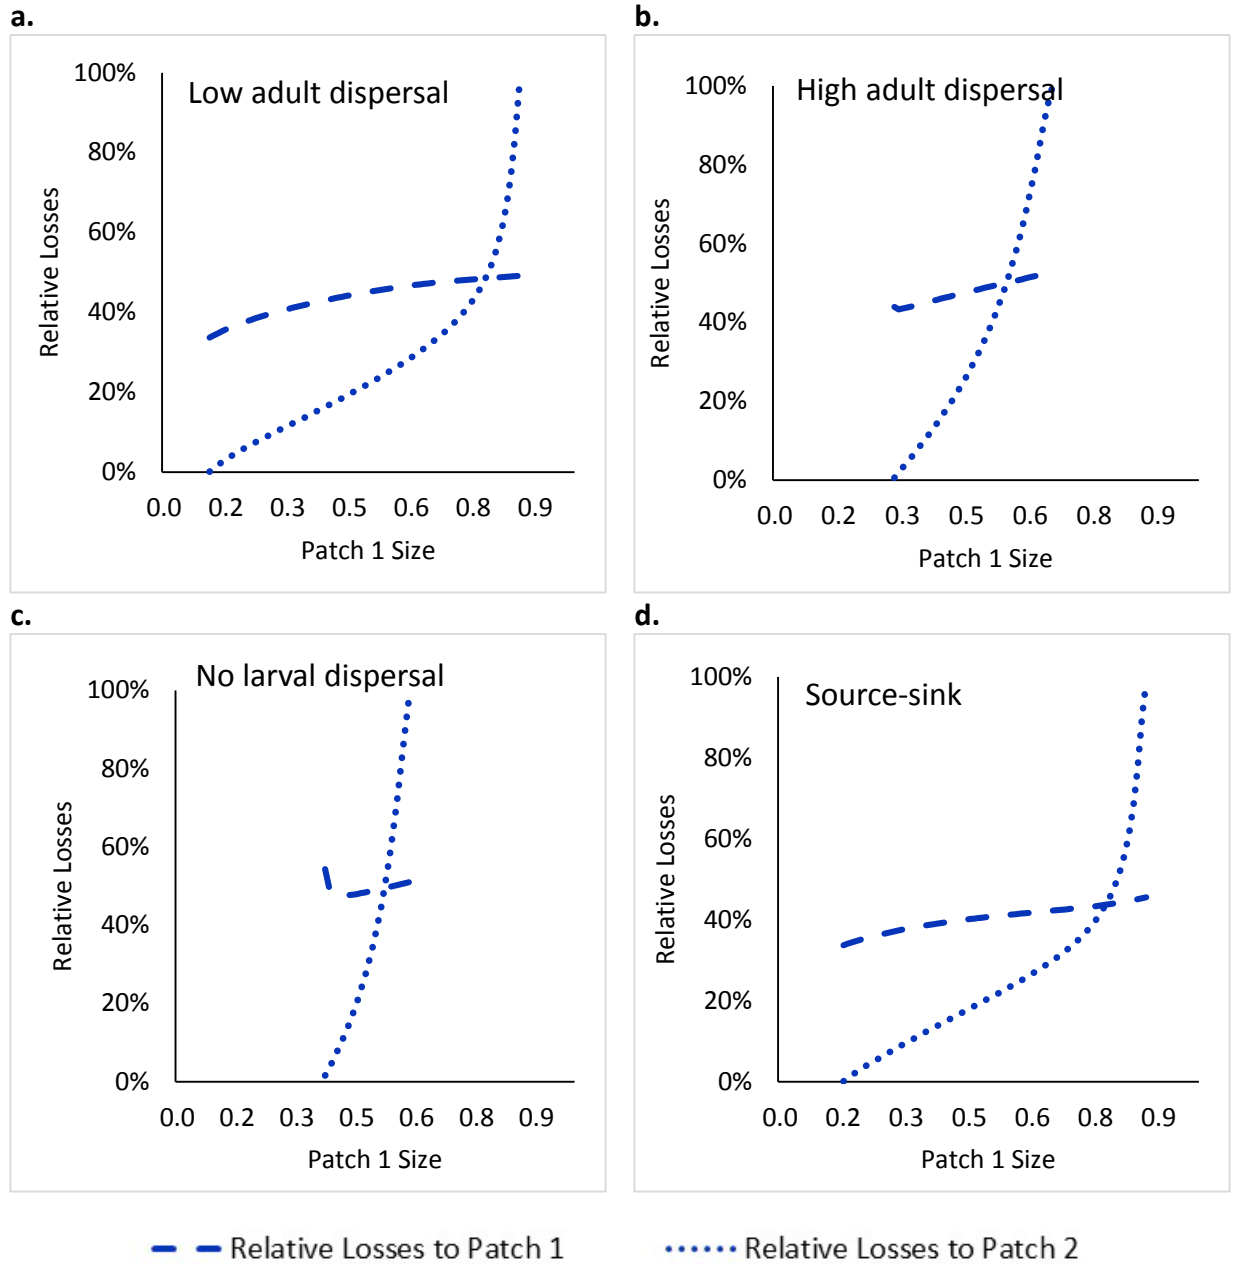 a.
Low adult dispersal
100%
80%
60%
40%
20%
0%
Relative Losses
0.0 0.2 0.3 0.5 0.6 0.8 0.9
Patch 1 Size
b.
High adult dispersal
100%
80%
60%
40%
20%
0%
Relative Losses
0.0 0.2 0.3 0.5 0.6 0.8 0.9
Patch 1 Size
c.
No larval dispersal
100%
80%
60%
40%
20%
0%
Relative Losses
0.0 0.2 0.3 0.5 0.6 0.8 0.9
Patch 1 Size
d.
Source-sink
100%
80%
60%
40%
20%
0%
Relative Losses
0.0 0.2 0.3 0.5 0.6 0.8 0.9
Patch 1 Size
Relative Losses to Patch 1
Relative Losses to Patch 2